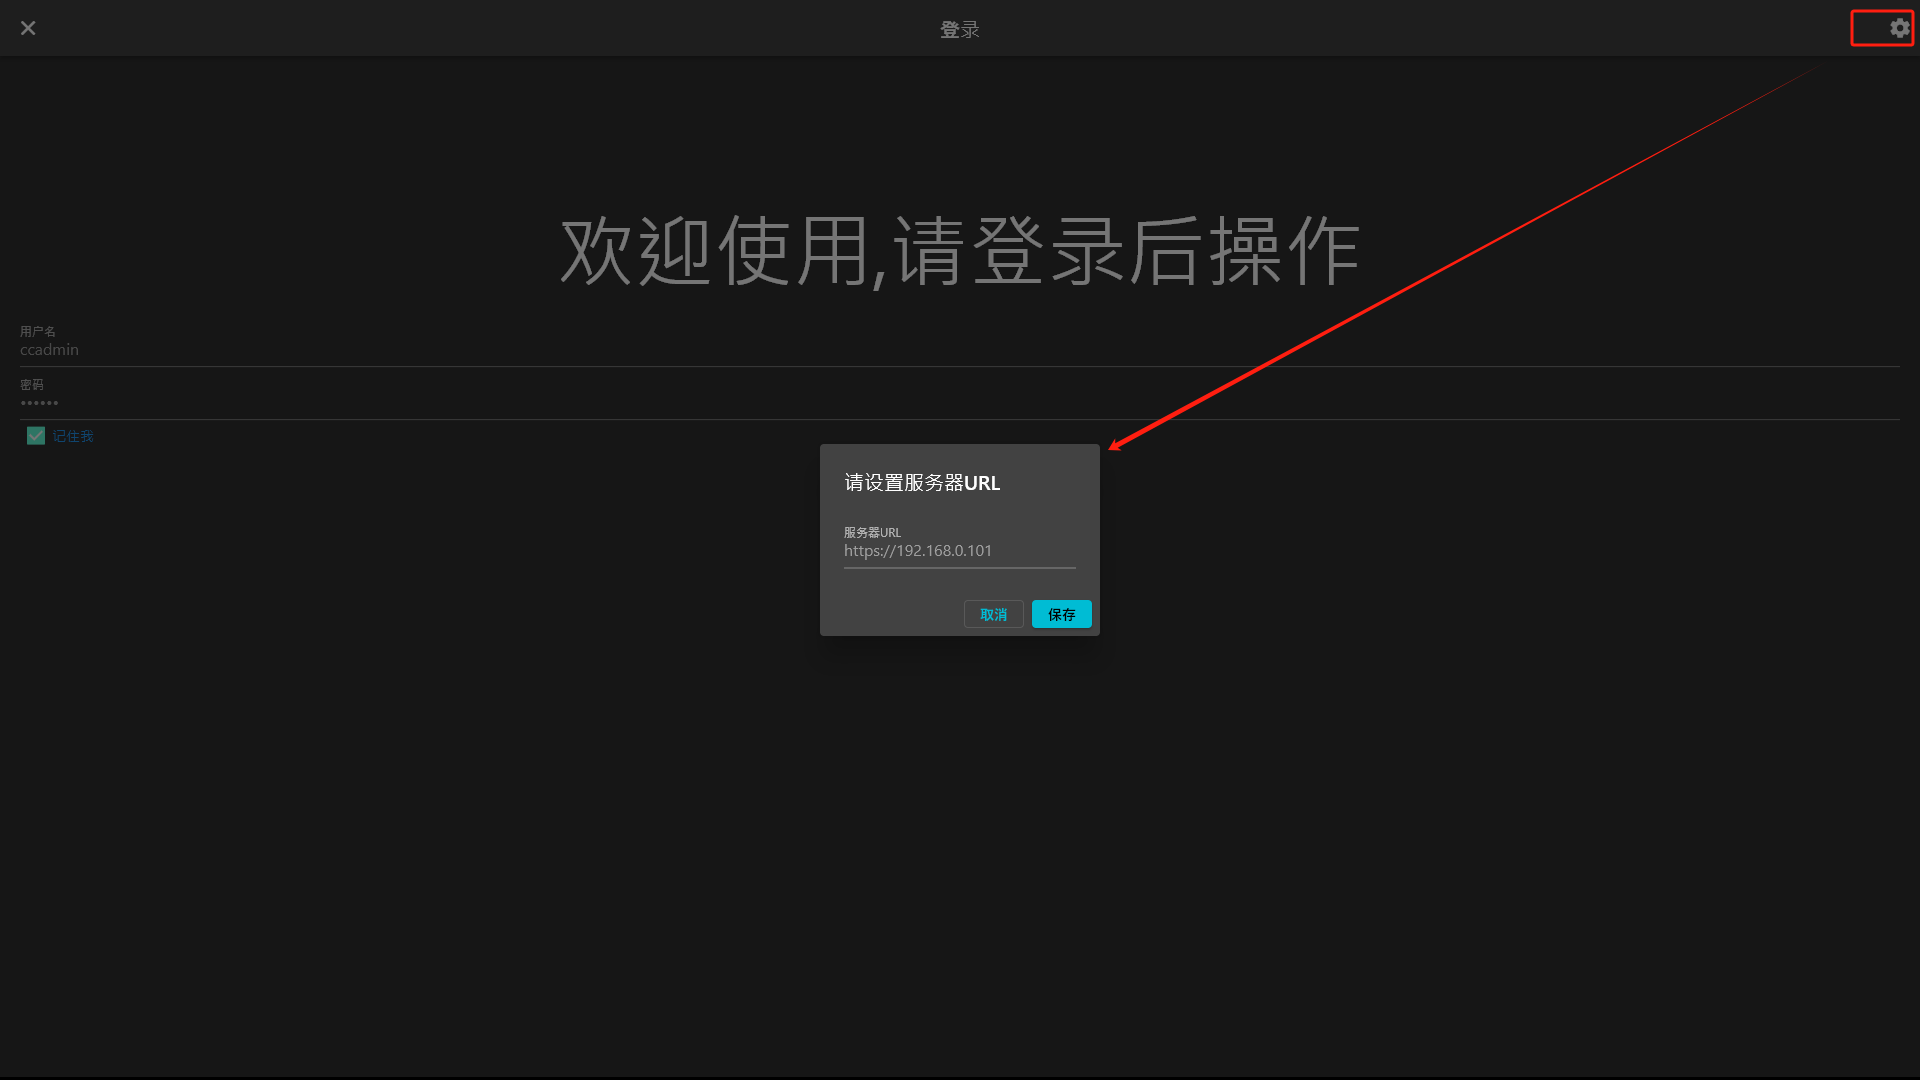 登录
欢迎使用,请登录后操作
用户名
ccadmin
密码
••••••
记住我
请设置服务器URL
服务器URL
https://192.168.0.101
取消
保存